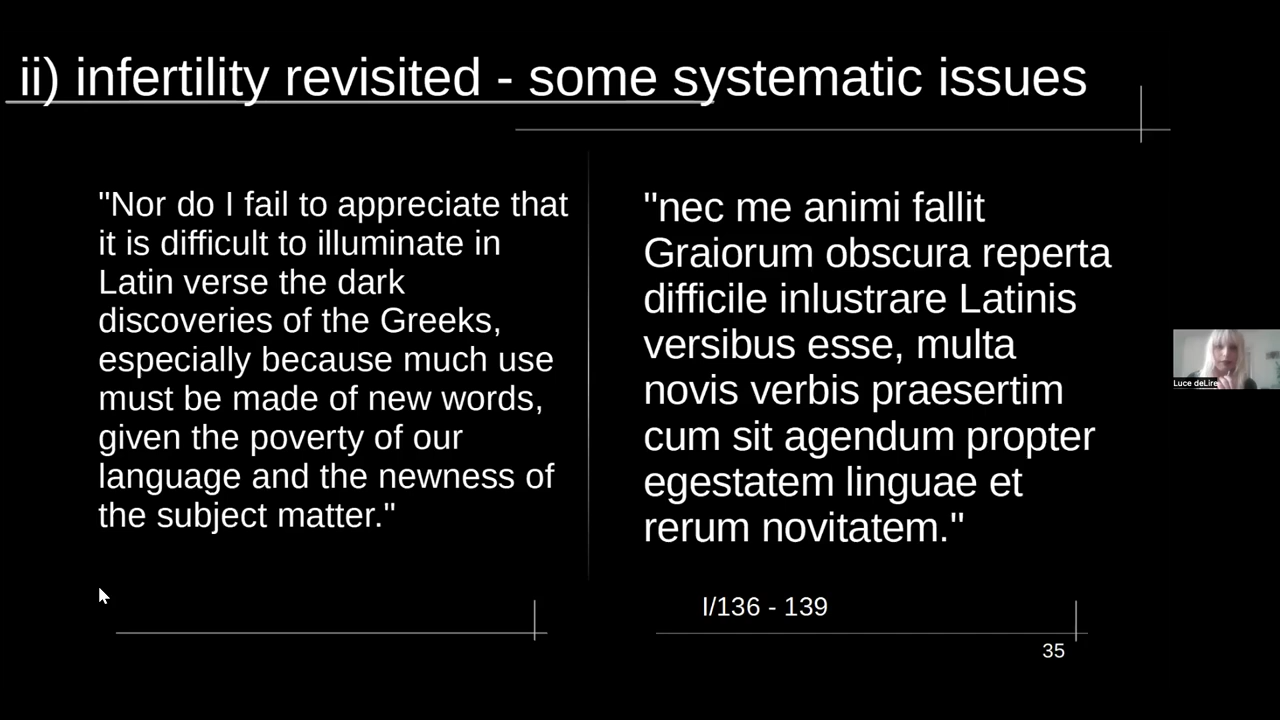 ii) infertility revisited - some systematic issues
"Nor do I fail to appreciate that
it is difficult to illuminate in
Latin verse the dark
discoveries of the Greeks,
especially because much use
must be made of new words,
given the poverty of our
language and the newness of
the subject matter."
"nec me animi fallit
Graiorum obscura reperta
difficile inlustrare Latinis
versibus esse, multa
novis verbis praesertim
cum sit agendum propter
egestatem linguae et
rerum novitatem."
I/136 - 139
35
Luce deLire